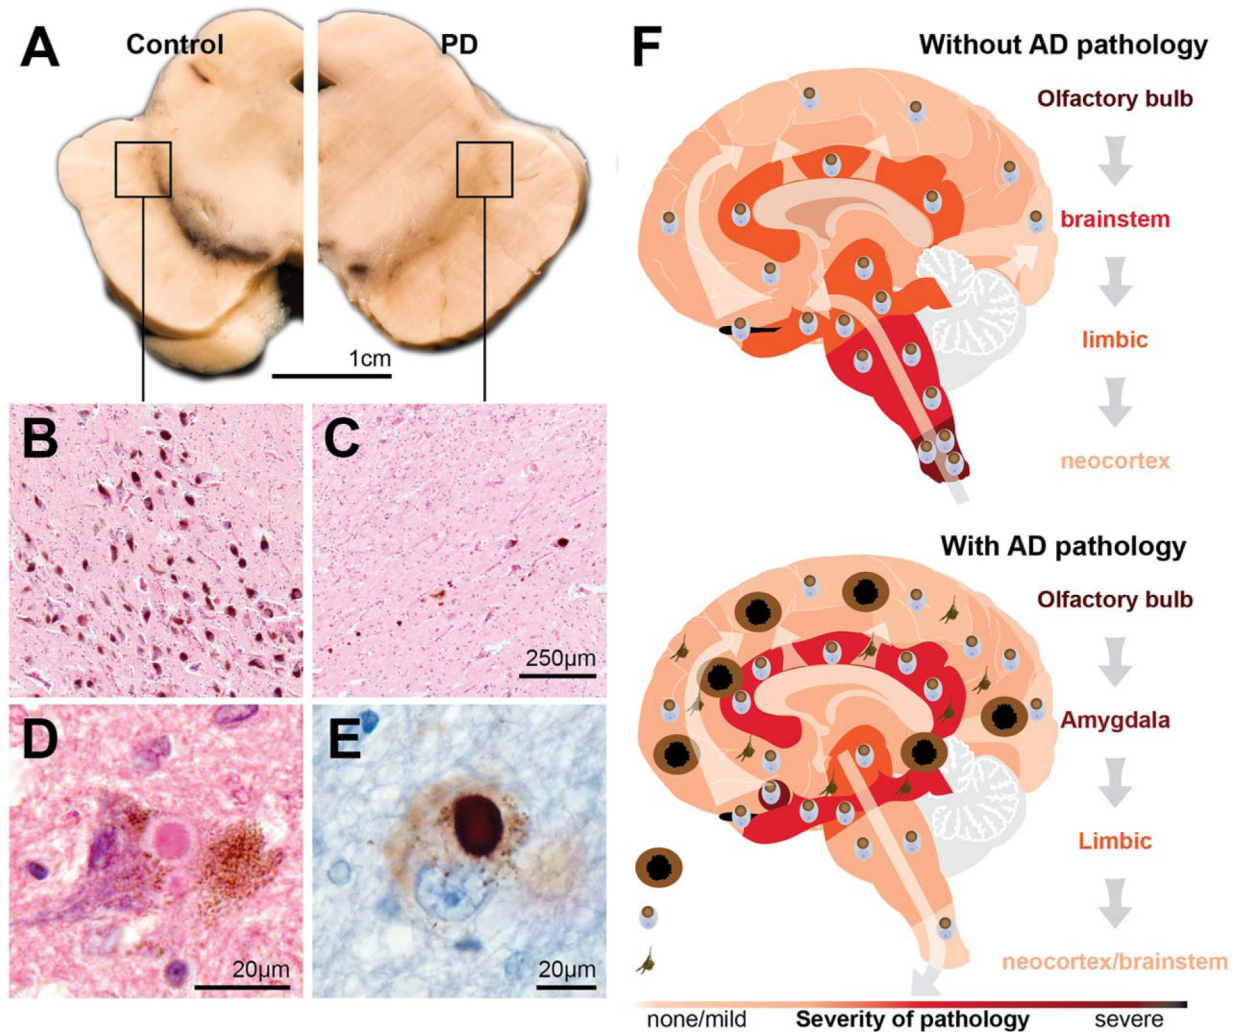 A
Control
PD
1cm
B
C
250µm
D
20µm
E
20µm
F
Without AD pathology
Olfactory bulb
brainstem
limbic
neocortex
With AD pathology
Olfactory bulb
Amygdala
Limbic
neocortex/brainstem
none/mild
Severity of pathology
severe